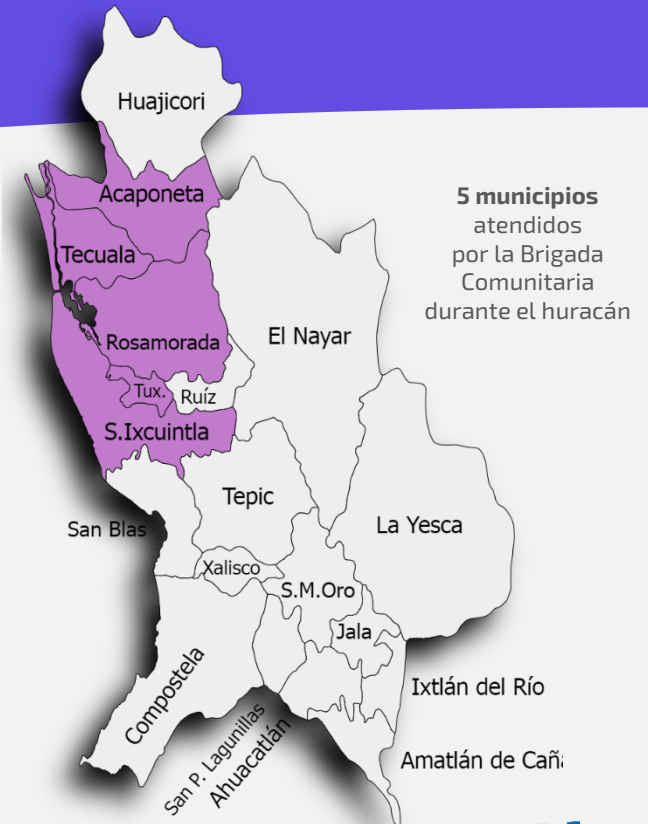 Huajicori
Acaponeta
5 municipios
atendidos
por la Brigada
Comunitaria
durante el huracán
Tecuala
Rosamorada
El Nayar
Tux.
Ruíz
S.Ixcuintla
Tepic
San Blas
La Yesca
Xalisco
S.M.Oro
Jala
Compostela
Ixtlán del Río
San P. Lagunillas
Ahuacatlán
Amatlán de Cañ